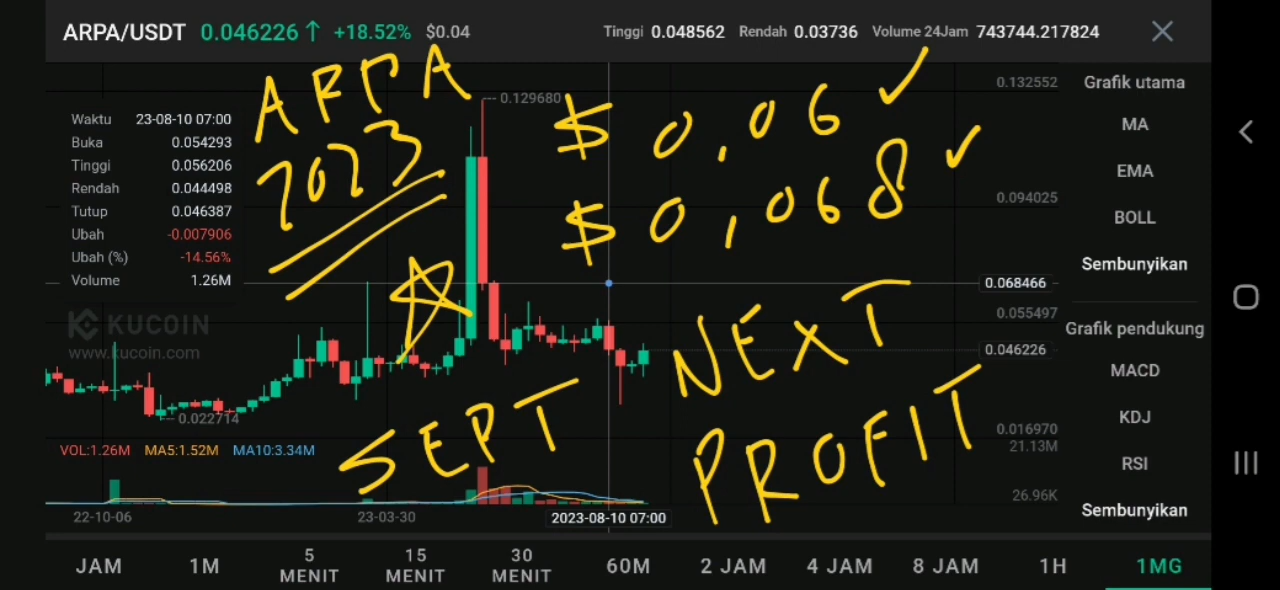 ARPA/USDT 0.046226↑ +18.52% $0.04 Tinggi 0.048562 Rendah 0.03736 Volume 24Jam 743744.217824
Waktu 23-08-10 07:00
Buka 0.054293
Tinggi 0.056206
Rendah 0.044498
Tutup 0.046387
Ubah -0.007906
Ubah (%) -14.56%
Volume 1.26M
KUCOIN
www.kucoin.com
ARPA
2023
0.129680
$ 0,06 ✓
$ 0,068 ✓
SEPT
NEXT
PROFIT
0.022714
0.132552
0.094025
0.068466
0.055497
0.046226
0.016970
21.13M
26.96K
VOL:1.26M MA5:1.52M MA10:3.34M
22-10-06 23-03-30 2023-08-10 07:00
Grafik utama
MA
EMA
BOLL
Sembunyikan
Grafik pendukung
MACD
KDJ
RSI
Sembunyikan
JAM 1M 5 MENIT 15 MENIT 30 MENIT 60M 2 JAM 4 JAM 8 JAM 1H 1MG